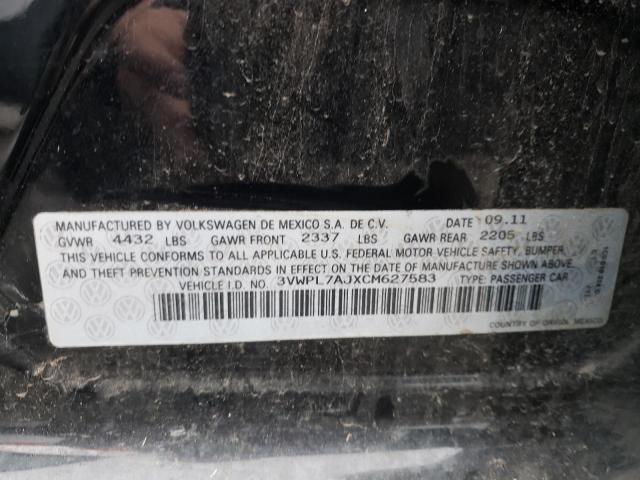 MANUFACTURED BY VOLKSWAGEN DE MEXICO S.A. DE C.V. DATE 09.11
GVWR 4432 LBS GAWR FRONT 2337 LBS GAWR REAR 2205 LBS
THIS VEHICLE CONFORMS TO ALL APPLICABLE U.S. FEDERAL MOTOR VEHICLE SAFETY, BUMPER,
AND THEFT PREVENTION STANDARDS IN EFFECT ON THE DATE OF MANUFACTURE SHOWN ABOVE.
VEHICLE I.D. NO. 3VWPL7AJXCM627583 TYPE: PASSENGER CAR
COUNTRY OF ORIGIN: MEXICO